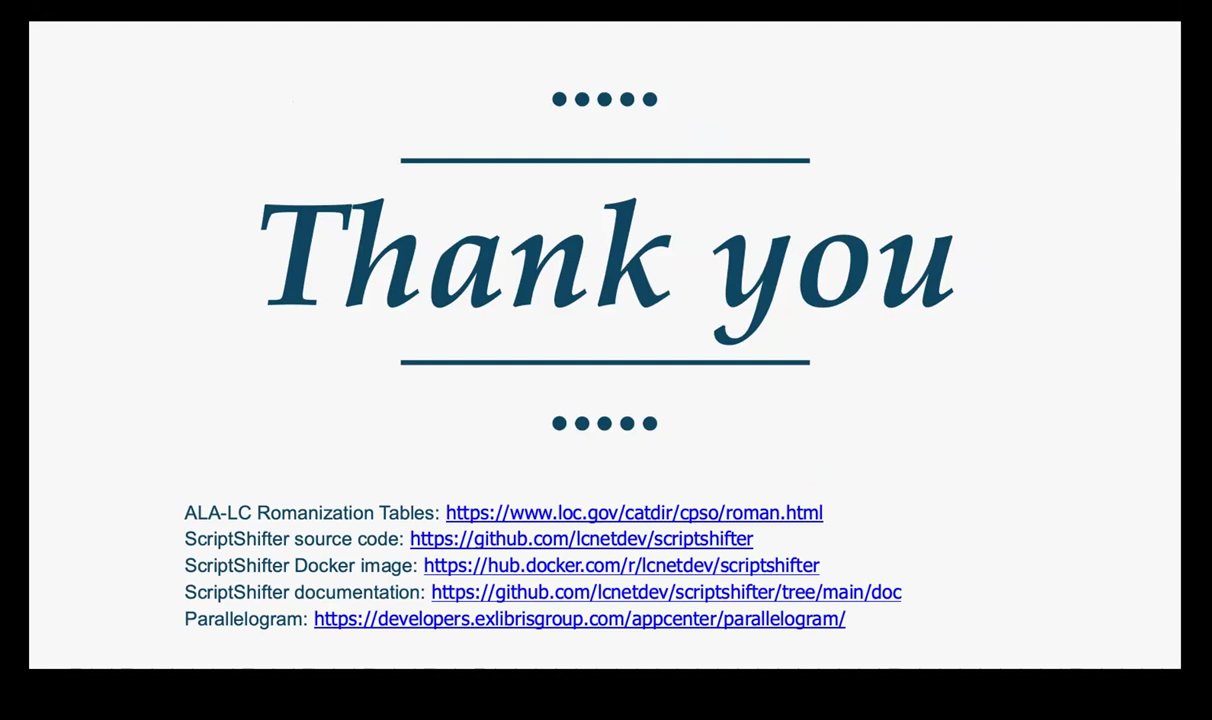 Thank you
ALA-LC Romanization Tables: https://www.loc.gov/catdir/cpso/roman.html
ScriptShifter source code: https://github.com/lcnetdev/scriptshifter
ScriptShifter Docker image: https://hub.docker.com/r/lcnetdev/scriptshifter
ScriptShifter documentation: https://github.com/lcnetdev/scriptshifter/tree/main/doc
Parallelogram: https://developers.exlibrisgroup.com/appcenter/parallelogram/